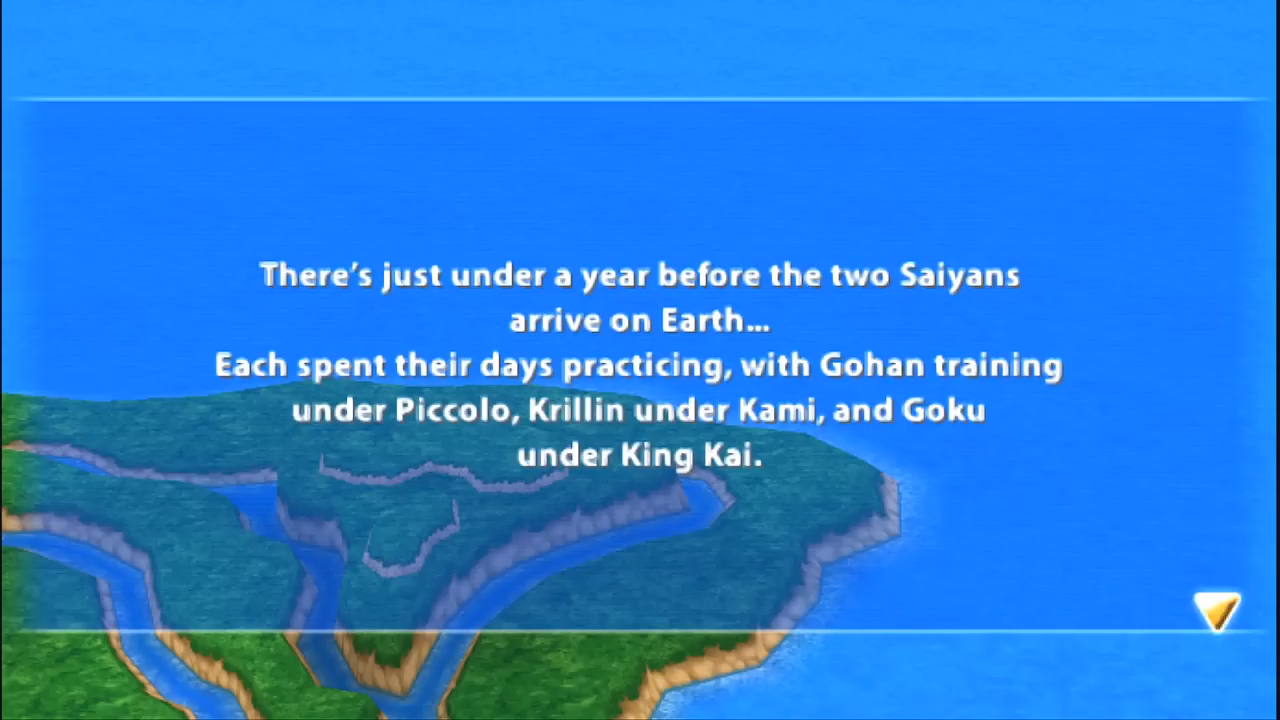 There's just under a year before the two Saiyans
arrive on Earth...
Each spent their days practicing, with Gohan training
under Piccolo, Krillin under Kami, and Goku
under King Kai.